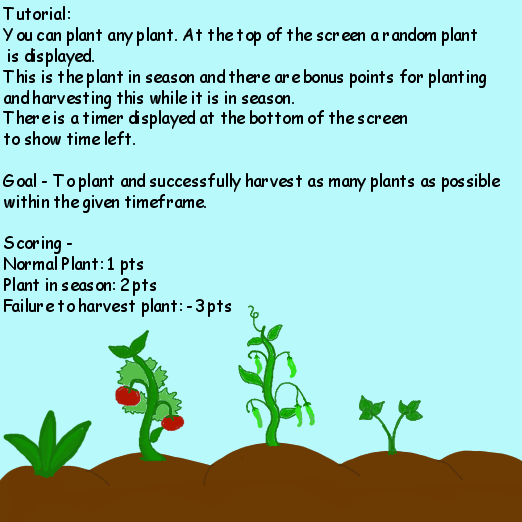 Tutorial:
You can plant any plant. At the top of the screen a random plant
is displayed.
This is the plant in season and there are bonus points for planting
and harvesting this while it is in season.
There is a timer displayed at the bottom of the screen
to show time left.
Goal - To plant and successfully harvest as many plants as possible
within the given timeframe.
Scoring -
Normal Plant: 1 pts
Plant in season: 2 pts
Failure to harvest plant: -3 pts